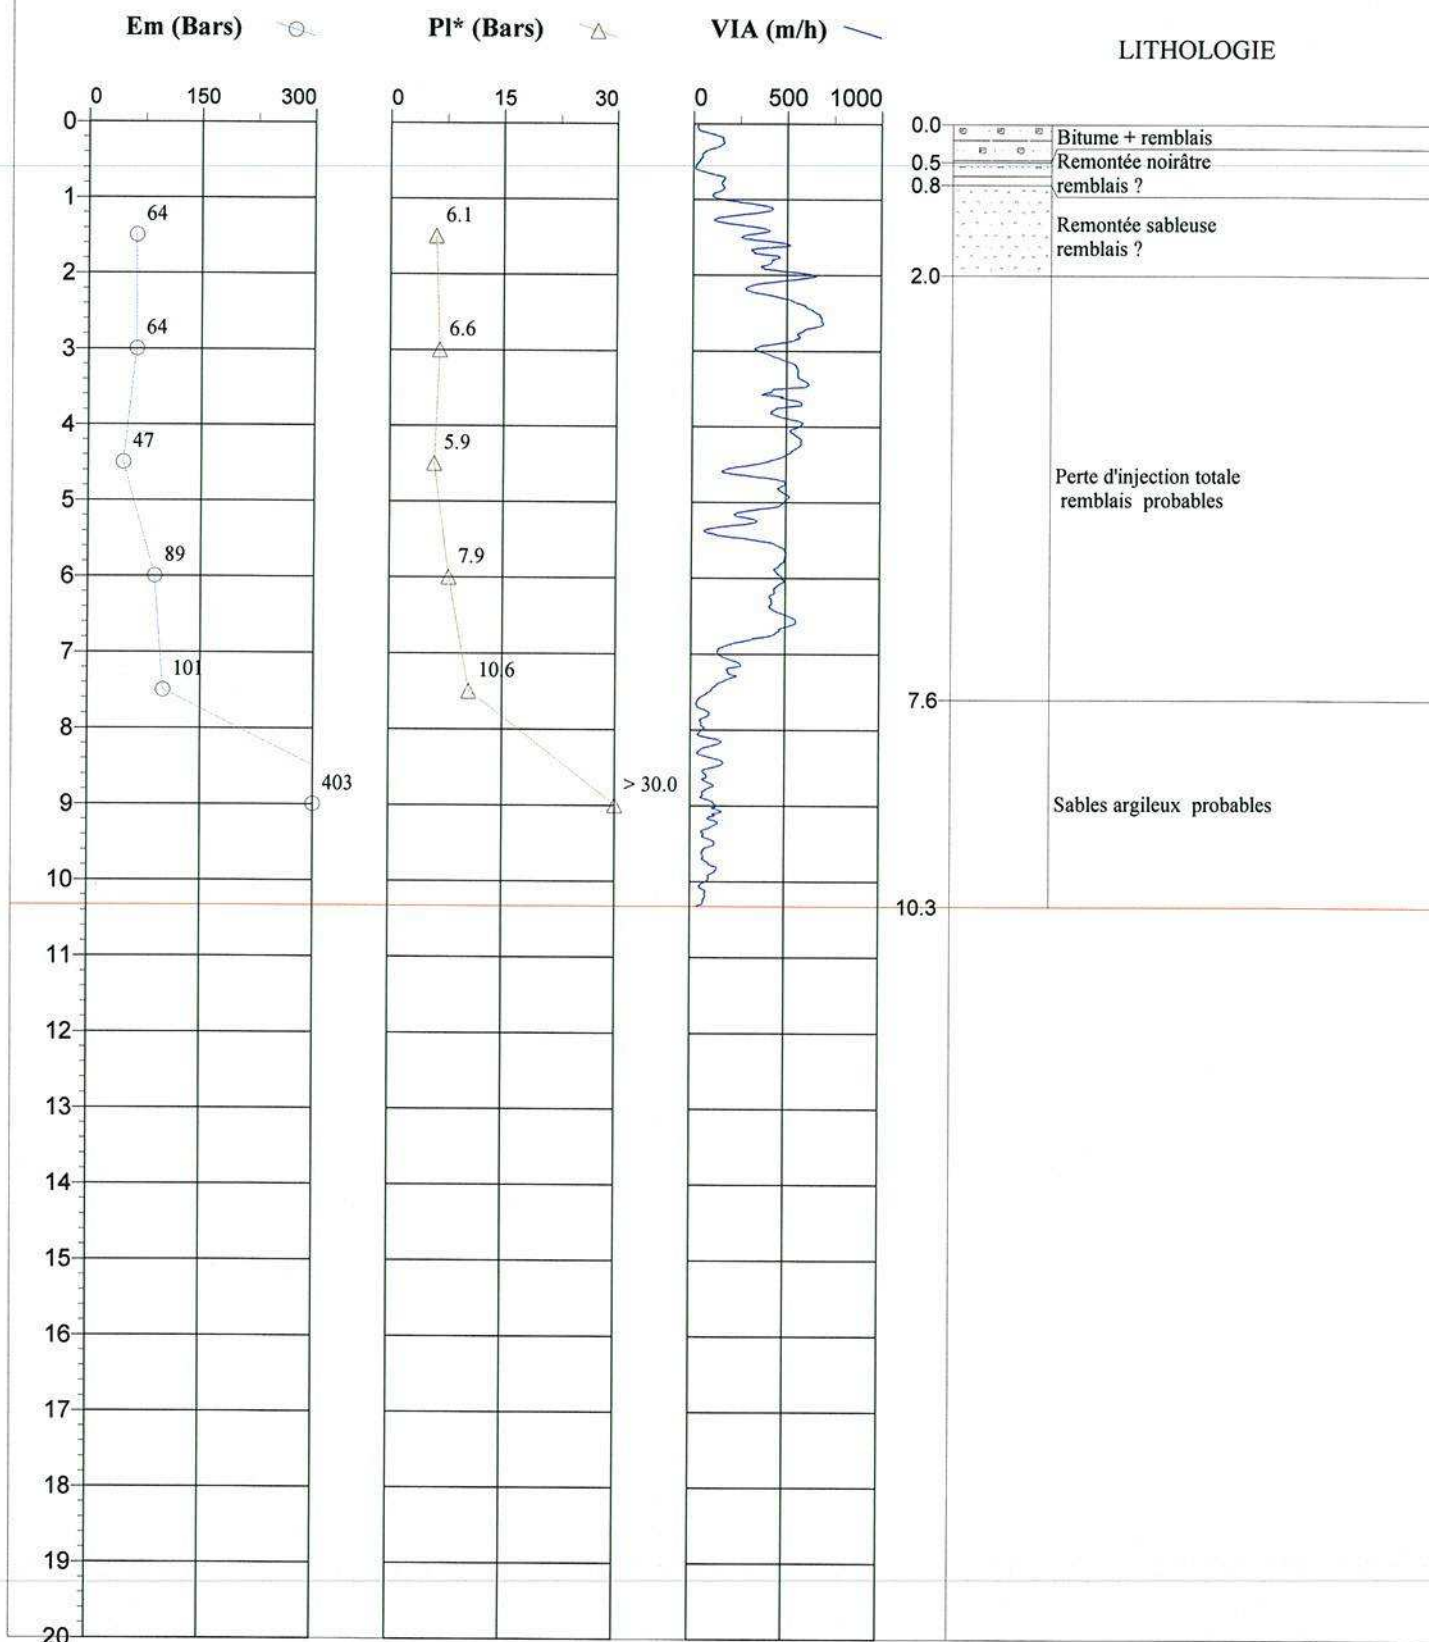 Em (Bars)
Pl* (Bars)
VIA (m/h)
LITHOLOGIE
0 150 300
0 15 30
0 500 1000
0
1
2
3
4
5
6
7
8
9
10
11
12
13
14
15
16
17
18
19
20
64
64
47
89
101
403
6.1
6.6
5.9
7.9
10.6
> 30.0
0.0
0.5
0.8
2.0
7.6
10.3
Bitume + remblais
Remontée noirâtre
remblais ?
Remontée sableuse
remblais ?
Perte d'injection totale
remblais probables
Sables argileux probables